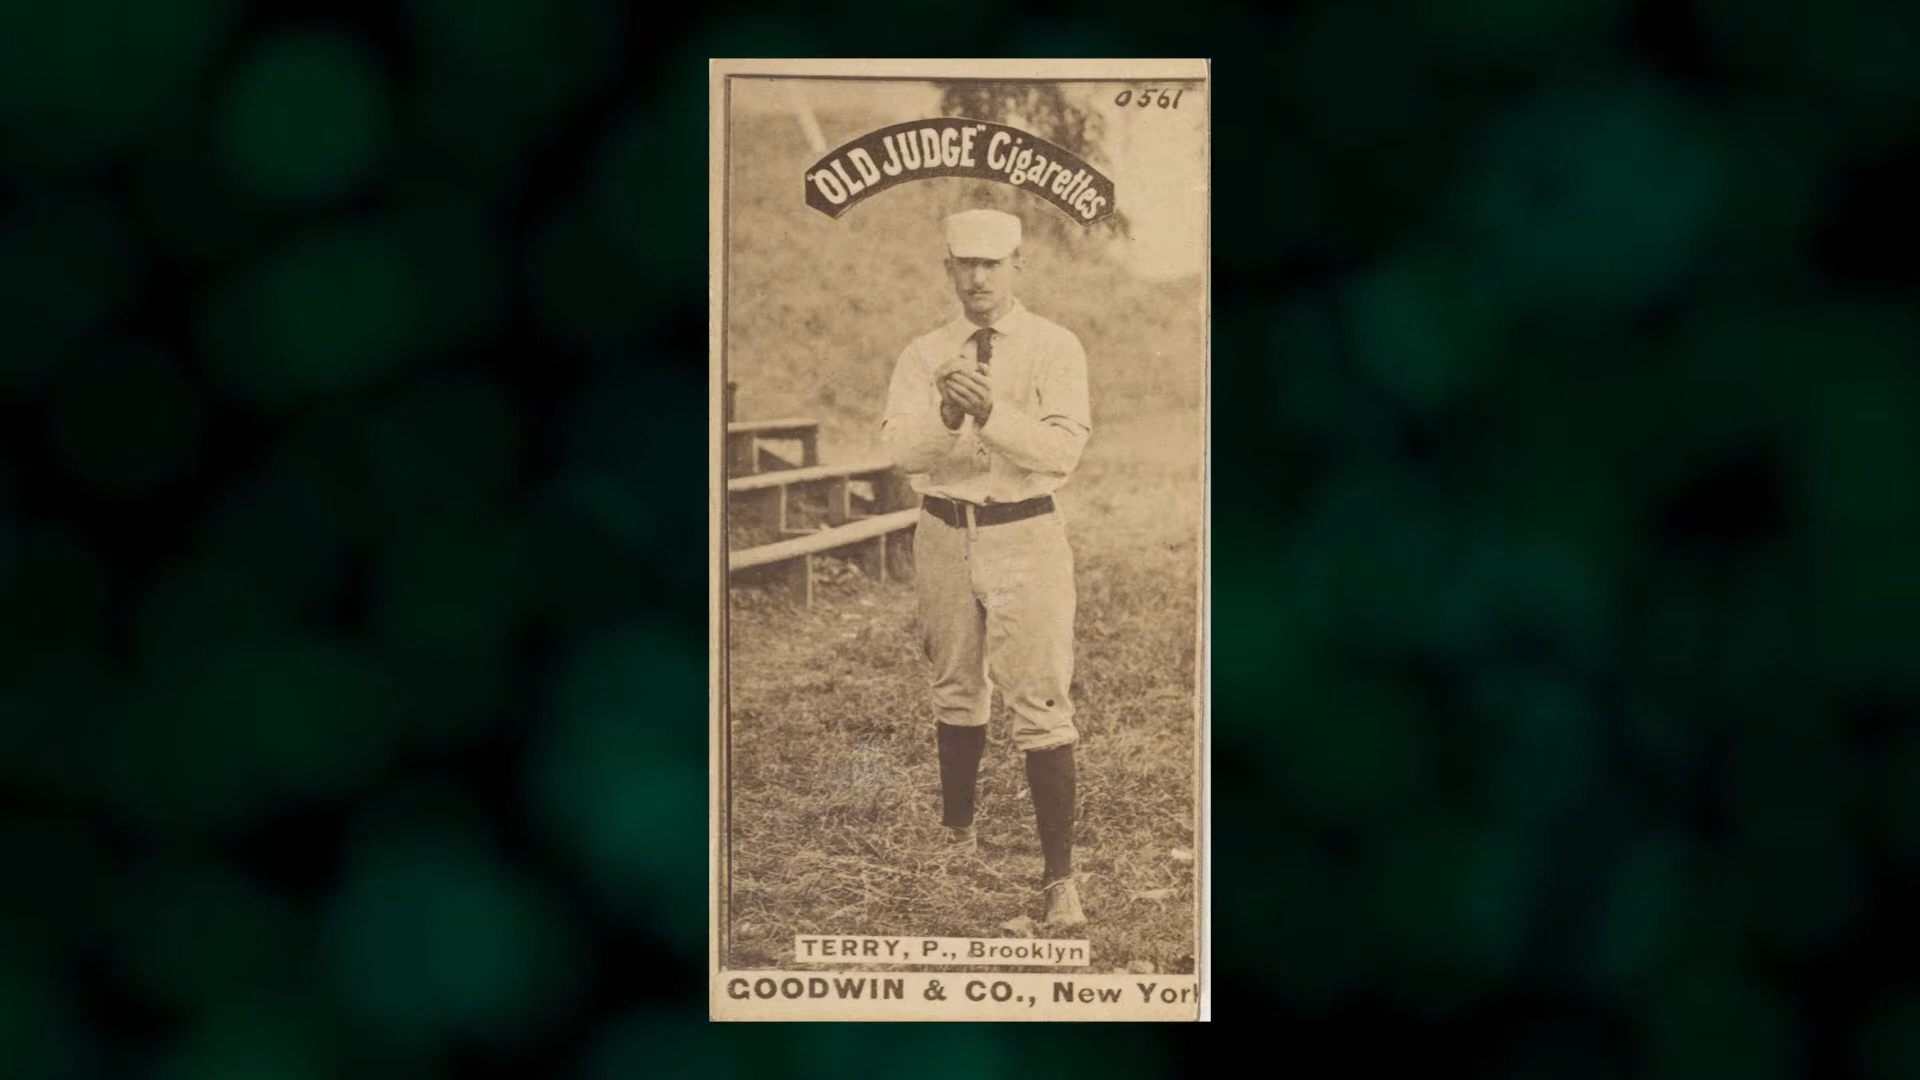 0561
"OLD JUDGE" Cigarettes
TERRY, P., Brooklyn
GOODWIN & CO., New York